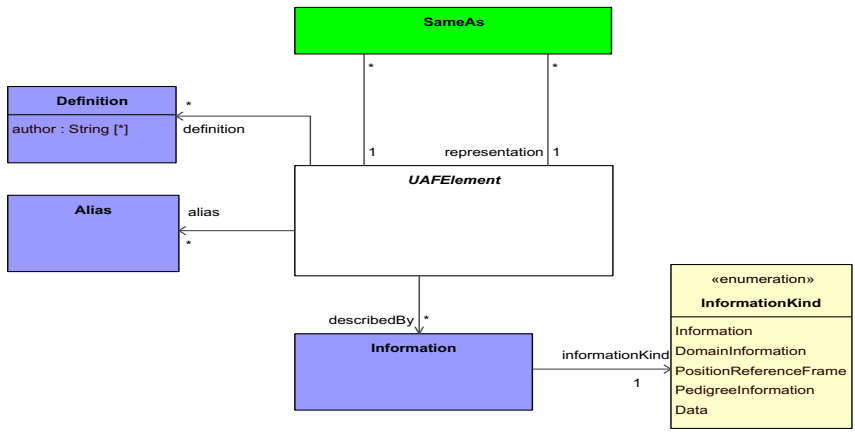 SameAs
*
*
Definition
author : String [*]
*
definition
1
representation
1
UAFElement
Alias
alias
*
«enumeration»
InformationKind
Information
DomainInformation
PositionReferenceFrame
PedigreeInformation
Data
describedBy
*
Information
informationKind
1